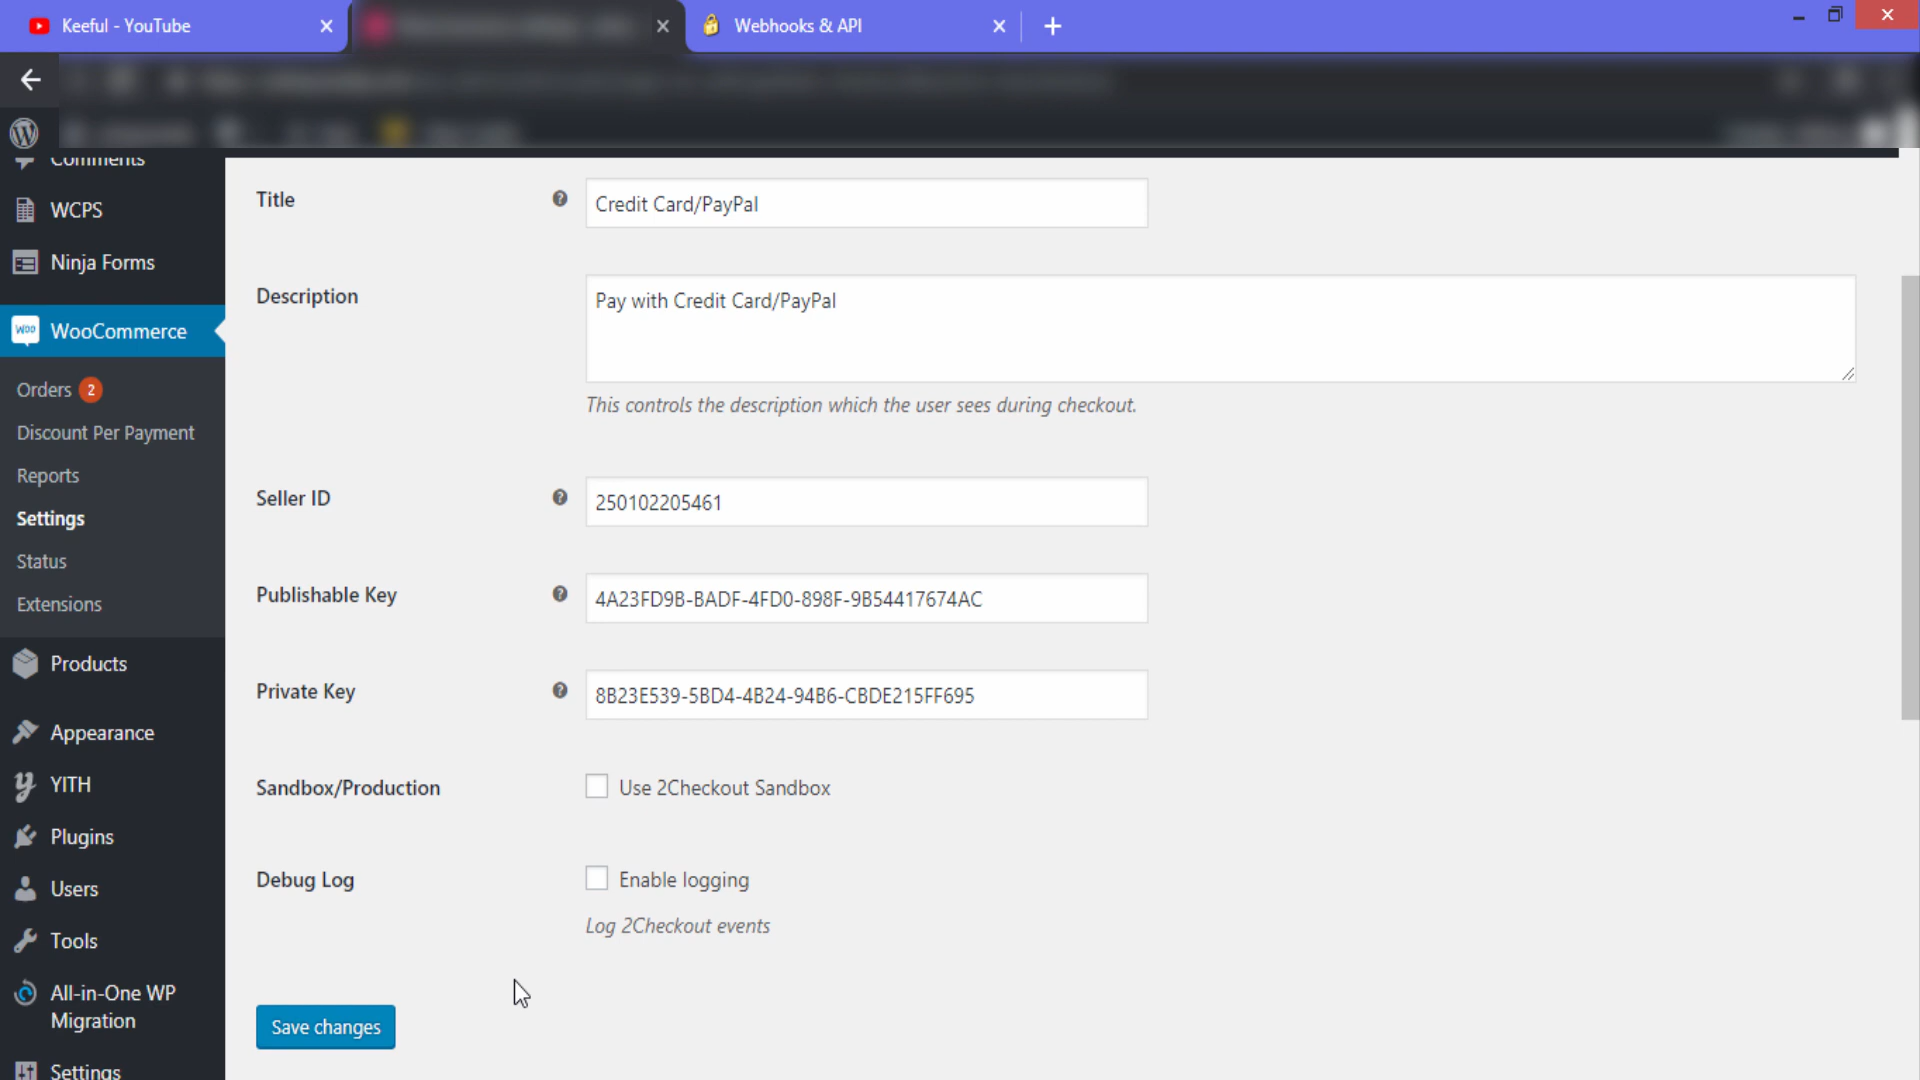 Keeful - YouTube
Webhooks & API
Comments
WCPS
Ninja Forms
WooCommerce
Orders 2
Discount Per Payment
Reports
Settings
Status
Extensions
Products
Appearance
YITH
Plugins
Users
Tools
All-in-One WP
Migration
Settings
Title
Credit Card/PayPal
Description
Pay with Credit Card/PayPal
This controls the description which the user sees during checkout.
Seller ID
250102205461
Publishable Key
4A23FD9B-BADF-4FD0-898F-9B54417674AC
Private Key
8B23E539-5BD4-4B24-94B6-CBDE215FF695
Sandbox/Production
Use 2Checkout Sandbox
Debug Log
Enable logging
Log 2Checkout events
Save changes